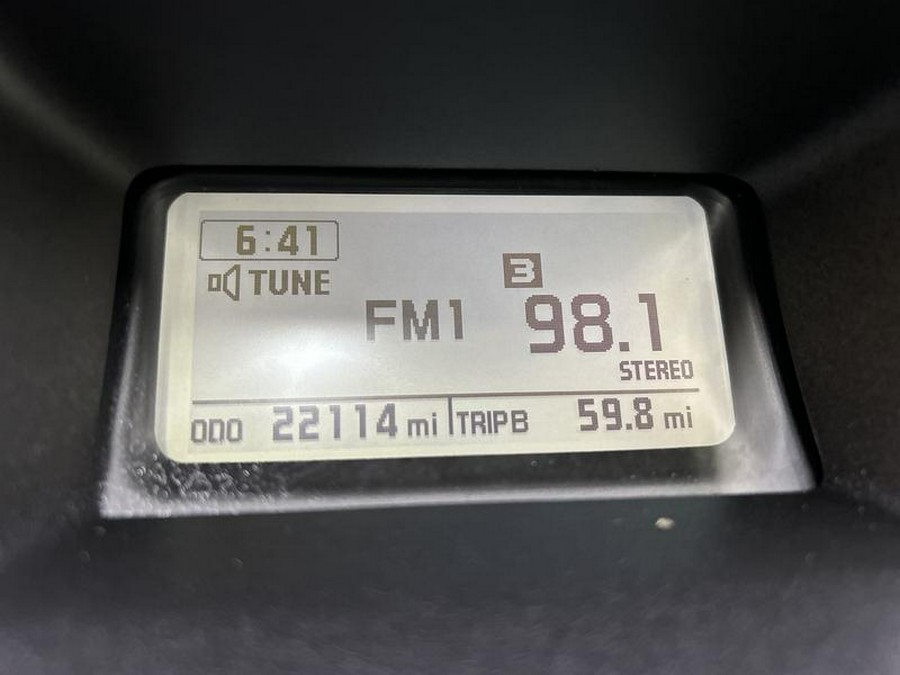 6:41
TUNE
3
FM1 98.1
STEREO
ODO 22114 mi TRIPB 59.8 mi